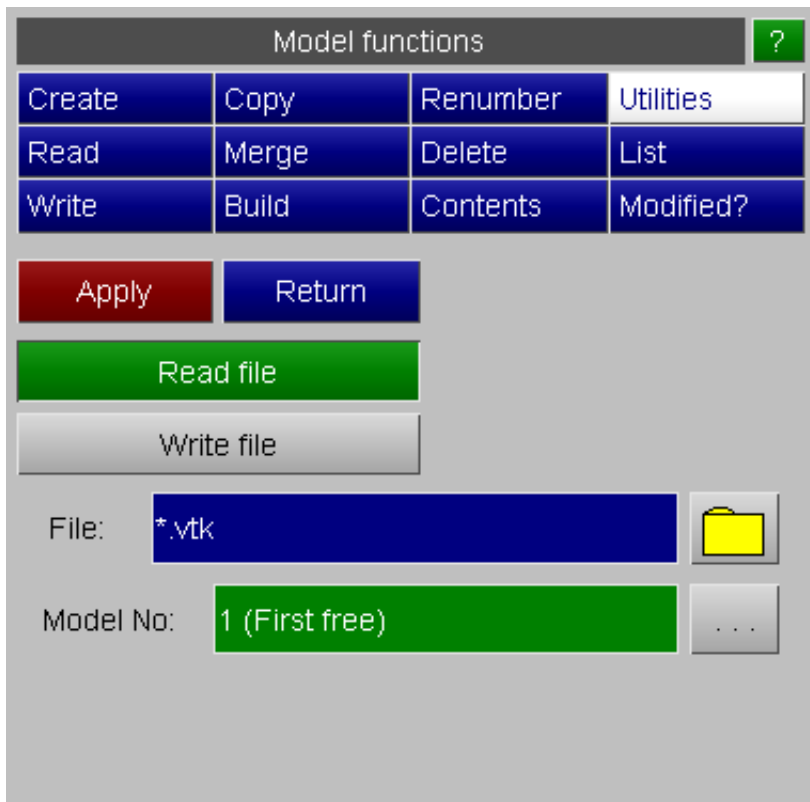 Model functions ?
Create Copy Renumber Utilities
Read Merge Delete List
Write Build Contents Modified?
Apply Return
Read file
Write file
File: *.vtk
Model No: 1 (First free) . . .